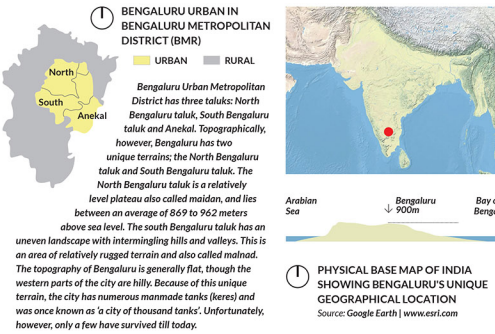 BENGALURU URBAN IN
BENGALURU METROPOLITAN
DISTRICT (BMR)
URBAN
RURAL
North
South
Anekal
Bengaluru Urban Metropolitan
District has three taluks: North
Bengaluru taluk, South Bengaluru
taluk and Anekal. Topographically,
however, Bengaluru has two
unique terrains; the North Bengaluru
taluk and South Bengaluru taluk. The
North Bengaluru taluk is a relatively
level plateau also called maidan, and lies
between an average of 869 to 962 meters
above sea level. The south Bengaluru taluk has an
uneven landscape with intermingling hills and valleys. This is
an area of relatively rugged terrain and also called malnad.
The topography of Bengaluru is generally flat, though the
western parts of the city are hilly. Because of this unique
terrain, the city has numerous manmade tanks (keres) and
was once known as 'a city of thousand tanks'. Unfortunately,
however, only a few have survived till today.
Arabian
Sea
Bengaluru
900m
Bay o
Benga
PHYSICAL BASE MAP OF INDIA
SHOWING BENGALURU'S UNIQUE
GEOGRAPHICAL LOCATION
Source: Google Earth | www.esri.com